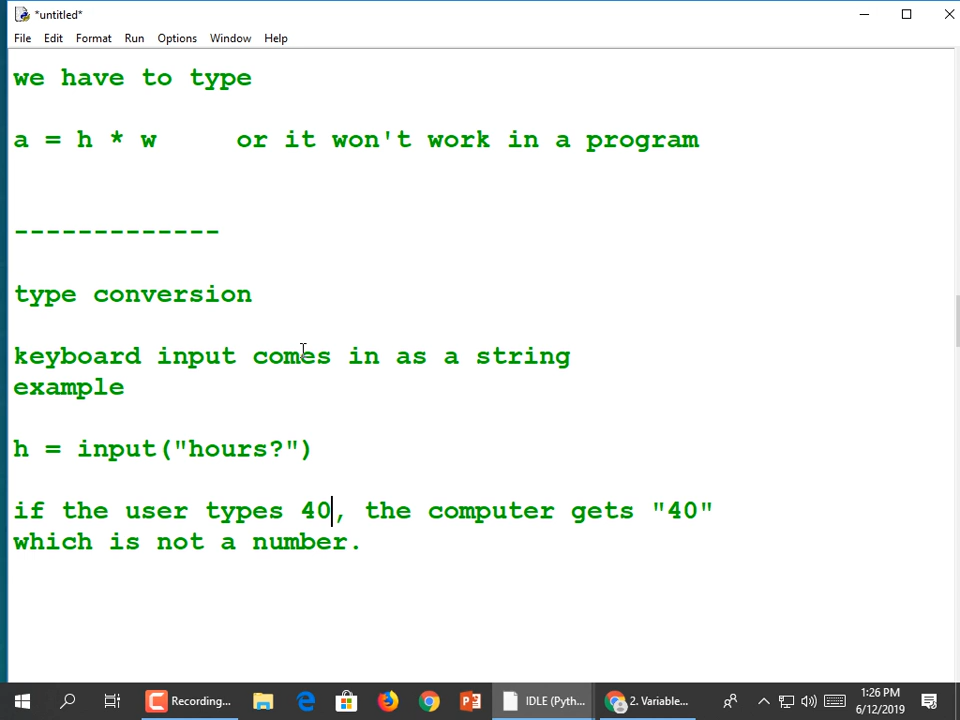 *untitled*
File Edit Format Run Options Window Help
we have to type
a = h * w     or it won't work in a program
-------------
type conversion
keyboard input comes in as a string
example
h = input("hours?")
if the user types 40, the computer gets "40"
which is not a number.
Recording... IDLE (Pyth... 2. Variable... 1:26 PM
6/12/2019